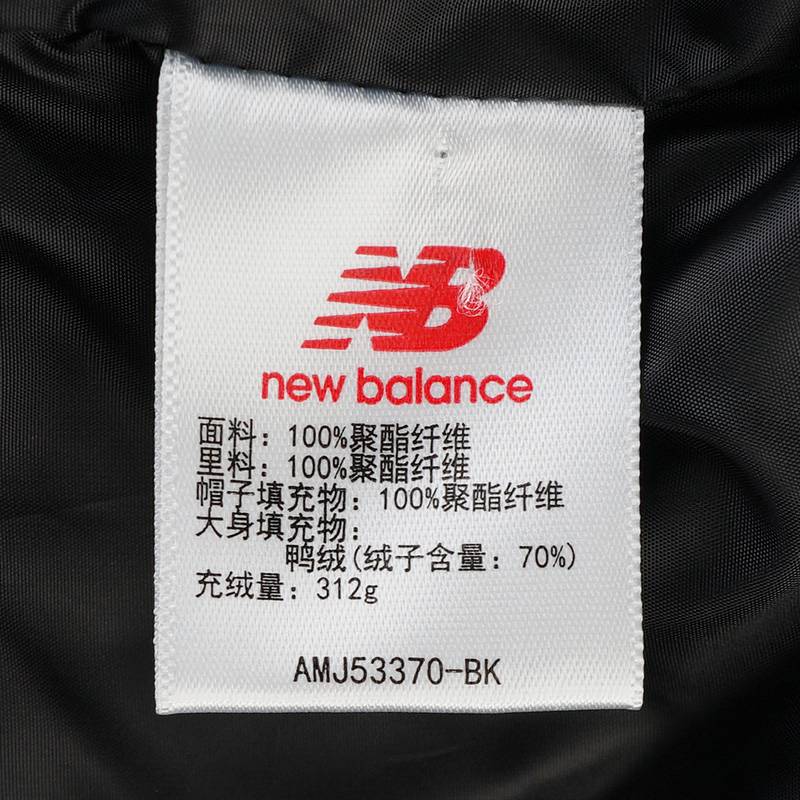 NB
new balance
面料：100%聚酯纤维
里料：100%聚酯纤维
帽子填充物：100%聚酯纤维
大身填充物：
鸭绒(绒子含量：70%)
充绒量：312g
AMJ53370-BK